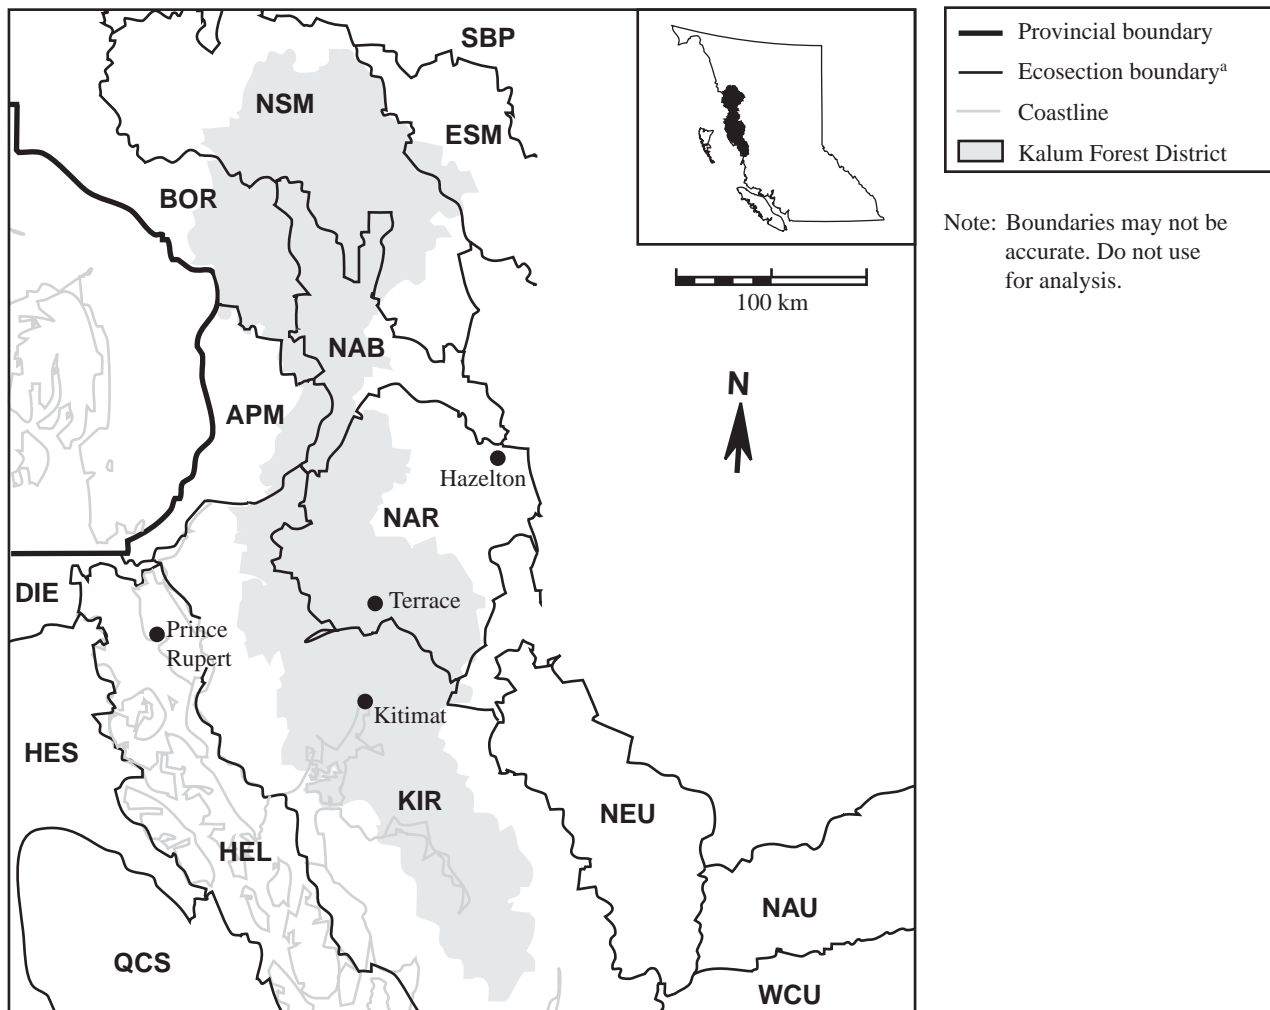 SBP
NSM
ESM
BOR
NAB
APM
Hazelton
NAR
DIE
Terrace
Prince
Rupert
Kitimat
HES
KIR
NEU
HEL
NAU
QCS
WCU
100 km
N
Provincial boundary
Ecosection boundaryᵃ
Coastline
Kalum Forest District
Note: Boundaries may not be
accurate. Do not use
for analysis.